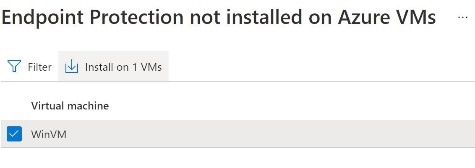 Endpoint Protection not installed on Azure VMs ...
Filter Install on 1 VMs
Virtual machine
WinVM